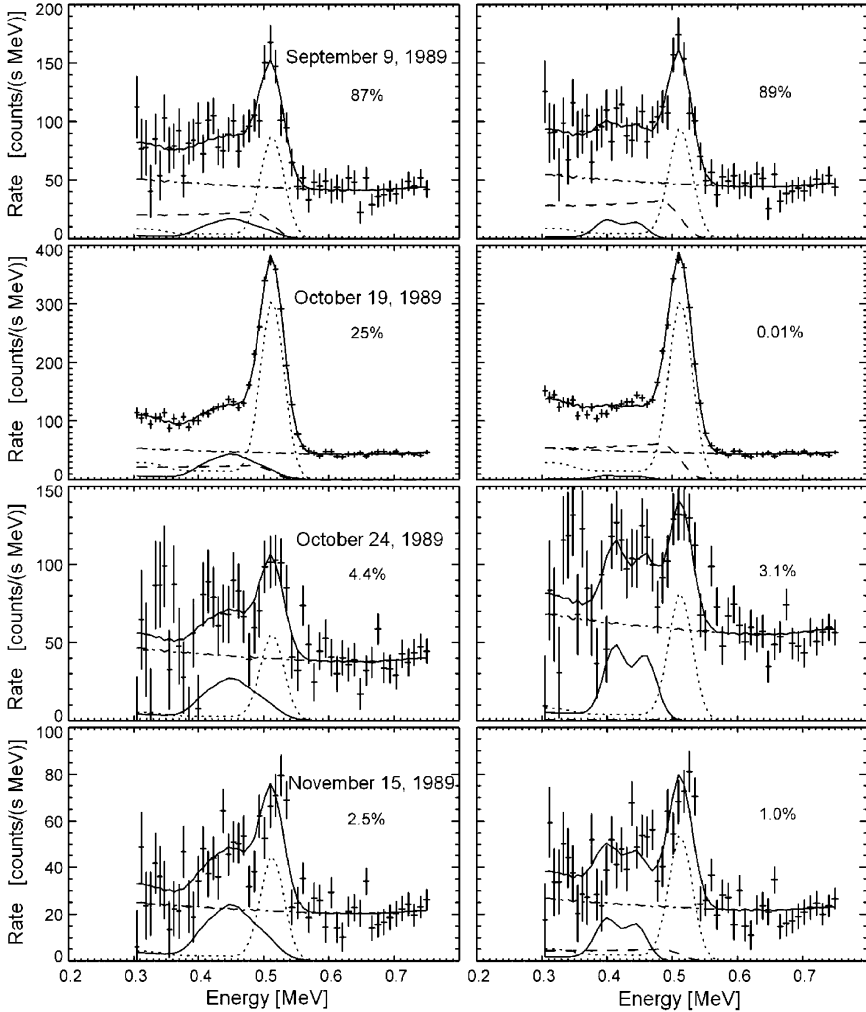 200
150
100
50
0
Rate [counts/(s MeV)]
September 9, 1989
87%
89%
400
300
200
100
0
Rate [counts/(s MeV)]
October 19, 1989
25%
0.01%
150
100
50
0
Rate [counts/(s MeV)]
October 24, 1989
4.4%
3.1%
100
80
60
40
20
0
Rate [counts/(s MeV)]
November 15, 1989
2.5%
1.0%
0.2 0.3 0.4 0.5 0.6 0.7
0.2 0.3 0.4 0.5 0.6 0.7
Energy [MeV]
Energy [MeV]